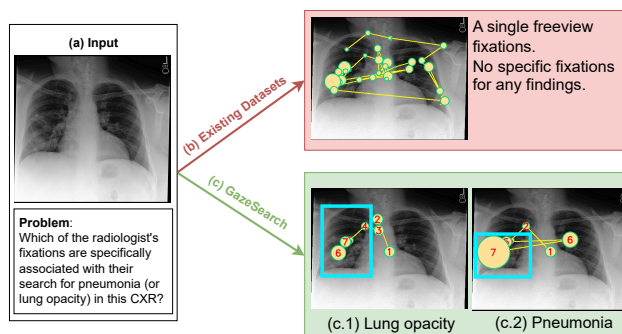 (a) Input
Problem:
Which of the radiologist's
fixations are specifically
associated with their
search for pneumonia (or
lung opacity) in this CXR?
(b) Existing Datasets
(c) GazeSearch
A single freeview
fixations.
No specific fixations
for any findings.
2
3
4
7
6
1
(c.1) Lung opacity
2
6
1
7
(c.2) Pneumonia